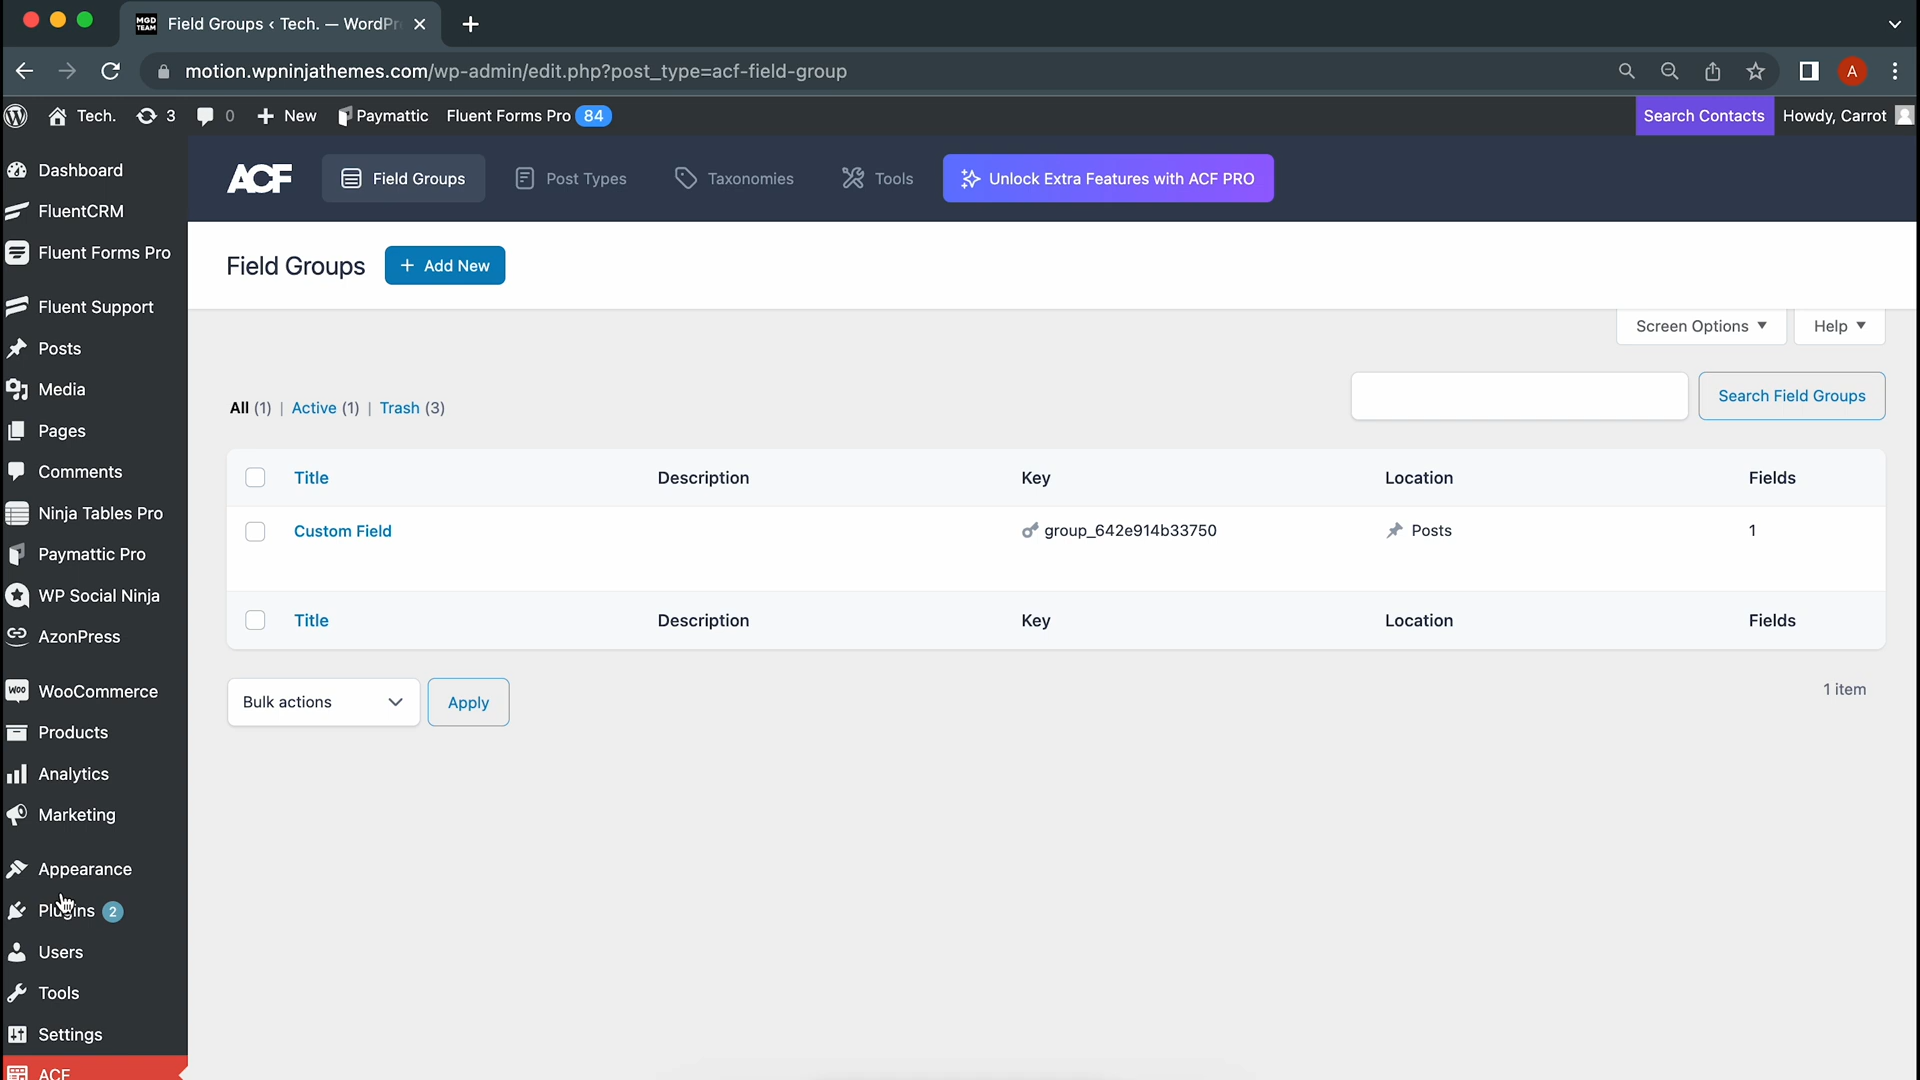 MGD TEAM
Field Groups ‹ Tech. — WordPr
motion.wpninjathemes.com/wp-admin/edit.php?post_type=acf-field-group
A
Tech. 3 0 New Paymattic Fluent Forms Pro 84 Search Contacts Howdy, Carrot
Dashboard
FluentCRM
Fluent Forms Pro
Fluent Support
Posts
Media
Pages
Comments
Ninja Tables Pro
Paymattic Pro
WP Social Ninja
AzonPress
Woo WooCommerce
Products
Analytics
Marketing
Appearance
Plugins 2
Users
Tools
Settings
ACF
ACF Field Groups Post Types Taxonomies Tools Unlock Extra Features with ACF PRO
Field Groups + Add New
Screen Options Help
All (1) | Active (1) | Trash (3)
Search Field Groups
Title Description Key Location Fields
Custom Field group_642e914b33750 Posts 1
Title Description Key Location Fields
Bulk actions Apply
1 item